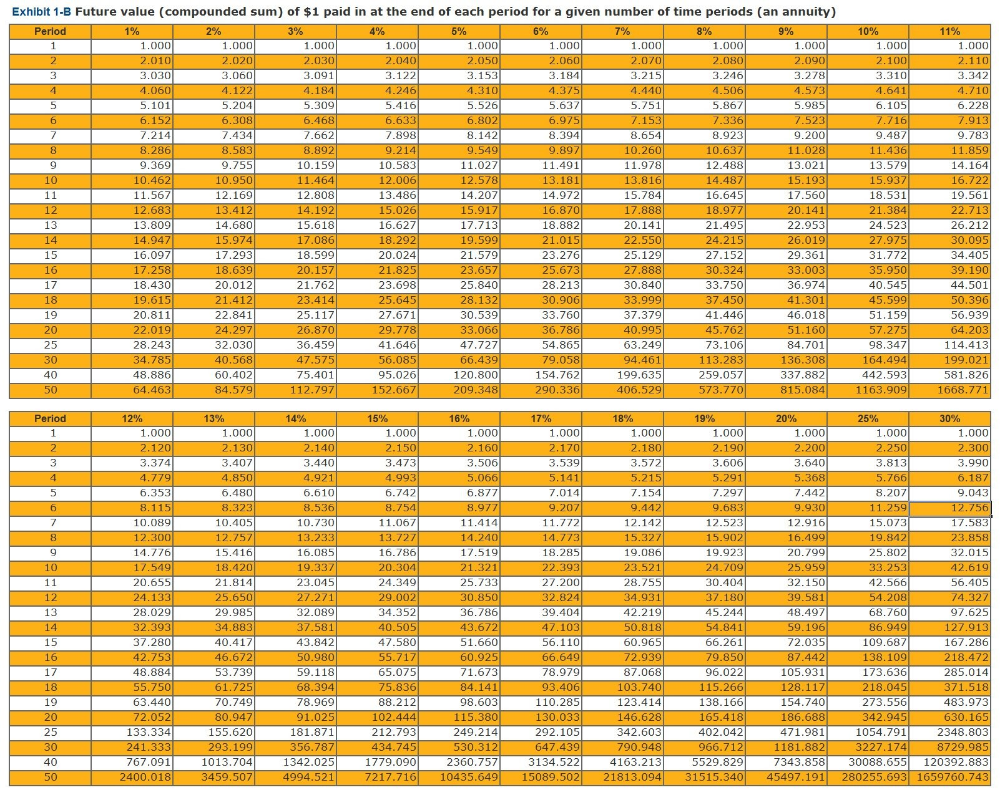 Exhibit 1-B Future value (compounded sum) of $1 paid in at the end of each period for a given number of time periods (an annuity)
Period 1% 2% 3% 4% 5% 6% 7% 8% 9% 10% 11%
1 1.000 1.000 1.000 1.000 1.000 1.000 1.000 1.000 1.000 1.000 1.000
2 2.010 2.020 2.030 2.040 2.050 2.060 2.070 2.080 2.090 2.100 2.110
3 3.030 3.060 3.091 3.122 3.153 3.184 3.215 3.246 3.278 3.310 3.342
4 4.060 4.122 4.184 4.246 4.310 4.375 4.440 4.506 4.573 4.641 4.710
5 5.101 5.204 5.309 5.416 5.526 5.637 5.751 5.867 5.985 6.105 6.228
6 6.152 6.308 6.468 6.633 6.802 6.975 7.153 7.336 7.523 7.716 7.913
7 7.214 7.434 7.662 7.898 8.142 8.394 8.654 8.923 9.200 9.487 9.783
8 8.286 8.583 8.892 9.214 9.549 9.897 10.260 10.637 11.028 11.436 11.859
9 9.369 9.755 10.159 10.583 11.027 11.491 11.978 12.488 13.021 13.579 14.164
10 10.462 10.950 11.464 12.006 12.578 13.181 13.816 14.487 15.193 15.937 16.722
11 11.567 12.169 12.808 13.486 14.207 14.972 15.784 16.645 17.560 18.531 19.561
12 12.683 13.412 14.192 15.026 15.917 16.870 17.888 18.977 20.141 21.384 22.713
13 13.809 14.680 15.618 16.627 17.713 18.882 20.141 21.495 22.953 24.523 26.212
14 14.947 15.974 17.086 18.292 19.599 21.015 22.550 24.215 26.019 27.975 30.095
15 16.097 17.293 18.599 20.024 21.579 23.276 25.129 27.152 29.361 31.772 34.405
16 17.258 18.639 20.157 21.825 23.657 25.673 27.888 30.324 33.003 35.950 39.190
17 18.430 20.012 21.762 23.698 25.840 28.213 30.840 33.750 36.974 40.545 44.501
18 19.615 21.412 23.414 25.645 28.132 30.906 33.999 37.450 41.301 45.599 50.396
19 20.811 22.841 25.117 27.671 30.539 33.760 37.379 41.446 46.018 51.159 56.939
20 22.019 24.297 26.870 29.778 33.066 36.786 40.995 45.762 51.160 57.275 64.203
25 28.243 32.030 36.459 41.646 47.727 54.865 63.249 73.106 84.701 98.347 114.413
30 34.785 40.568 47.575 56.085 66.439 79.058 94.461 113.283 136.308 164.494 199.021
40 48.886 60.402 75.401 95.026 120.800 154.762 199.635 259.057 337.882 442.593 581.826
50 64.463 84.579 112.797 152.667 209.348 290.336 406.529 573.770 815.084 1163.909 1668.771
Period 12% 13% 14% 15% 16% 17% 18% 19% 20% 25% 30%
1 1.000 1.000 1.000 1.000 1.000 1.000 1.000 1.000 1.000 1.000 1.000
2 2.120 2.130 2.140 2.150 2.160 2.170 2.180 2.190 2.200 2.250 2.300
3 3.374 3.407 3.440 3.473 3.506 3.539 3.572 3.606 3.640 3.813 3.990
4 4.779 4.850 4.921 4.993 5.066 5.141 5.215 5.291 5.368 5.766 6.187
5 6.353 6.480 6.610 6.742 6.877 7.014 7.154 7.297 7.442 8.207 9.043
6 8.115 8.323 8.536 8.754 8.977 9.207 9.442 9.683 9.930 11.259 12.756
7 10.089 10.405 10.730 11.067 11.414 11.772 12.142 12.523 12.916 15.073 17.583
8 12.300 12.757 13.233 13.727 14.240 14.773 15.327 15.902 16.499 19.842 23.858
9 14.776 15.416 16.085 16.786 17.519 18.285 19.086 19.923 20.799 25.802 32.015
10 17.549 18.420 19.337 20.304 21.321 22.393 23.521 24.709 25.959 33.253 42.619
11 20.655 21.814 23.045 24.349 25.733 27.200 28.755 30.404 32.150 42.566 56.405
12 24.133 25.650 27.271 29.002 30.850 32.824 34.931 37.180 39.581 54.208 74.327
13 28.029 29.985 32.089 34.352 36.786 39.404 42.219 45.244 48.497 68.760 97.625
14 32.393 34.883 37.581 40.505 43.672 47.103 50.818 54.841 59.196 86.949 127.913
15 37.280 40.417 43.842 47.580 51.660 56.110 60.965 66.261 72.035 109.687 167.286
16 42.753 46.672 50.980 55.717 60.925 66.649 72.939 79.850 87.442 138.109 218.472
17 48.884 53.739 59.118 65.075 71.673 78.979 87.068 96.022 105.931 173.636 285.014
18 55.750 61.725 68.394 75.836 84.141 93.406 103.740 115.266 128.117 218.045 371.518
19 63.440 70.749 78.969 88.212 98.603 110.285 123.414 138.166 154.740 273.556 483.973
20 72.052 80.947 91.025 102.444 115.380 130.033 146.628 165.418 186.688 342.945 630.165
25 133.334 155.620 181.871 212.793 249.214 292.105 342.603 402.042 471.981 1054.791 2348.803
30 241.333 293.199 356.787 434.745 530.312 647.439 790.948 966.712 1181.882 3227.174 8729.985
40 767.091 1013.704 1342.025 1779.090 2360.757 3134.522 4163.213 5529.829 7343.858 30088.655 120392.883
50 2400.018 3459.507 4994.521 7217.716 10435.649 15089.502 21813.094 31515.340 45497.191 280255.693 1659760.743